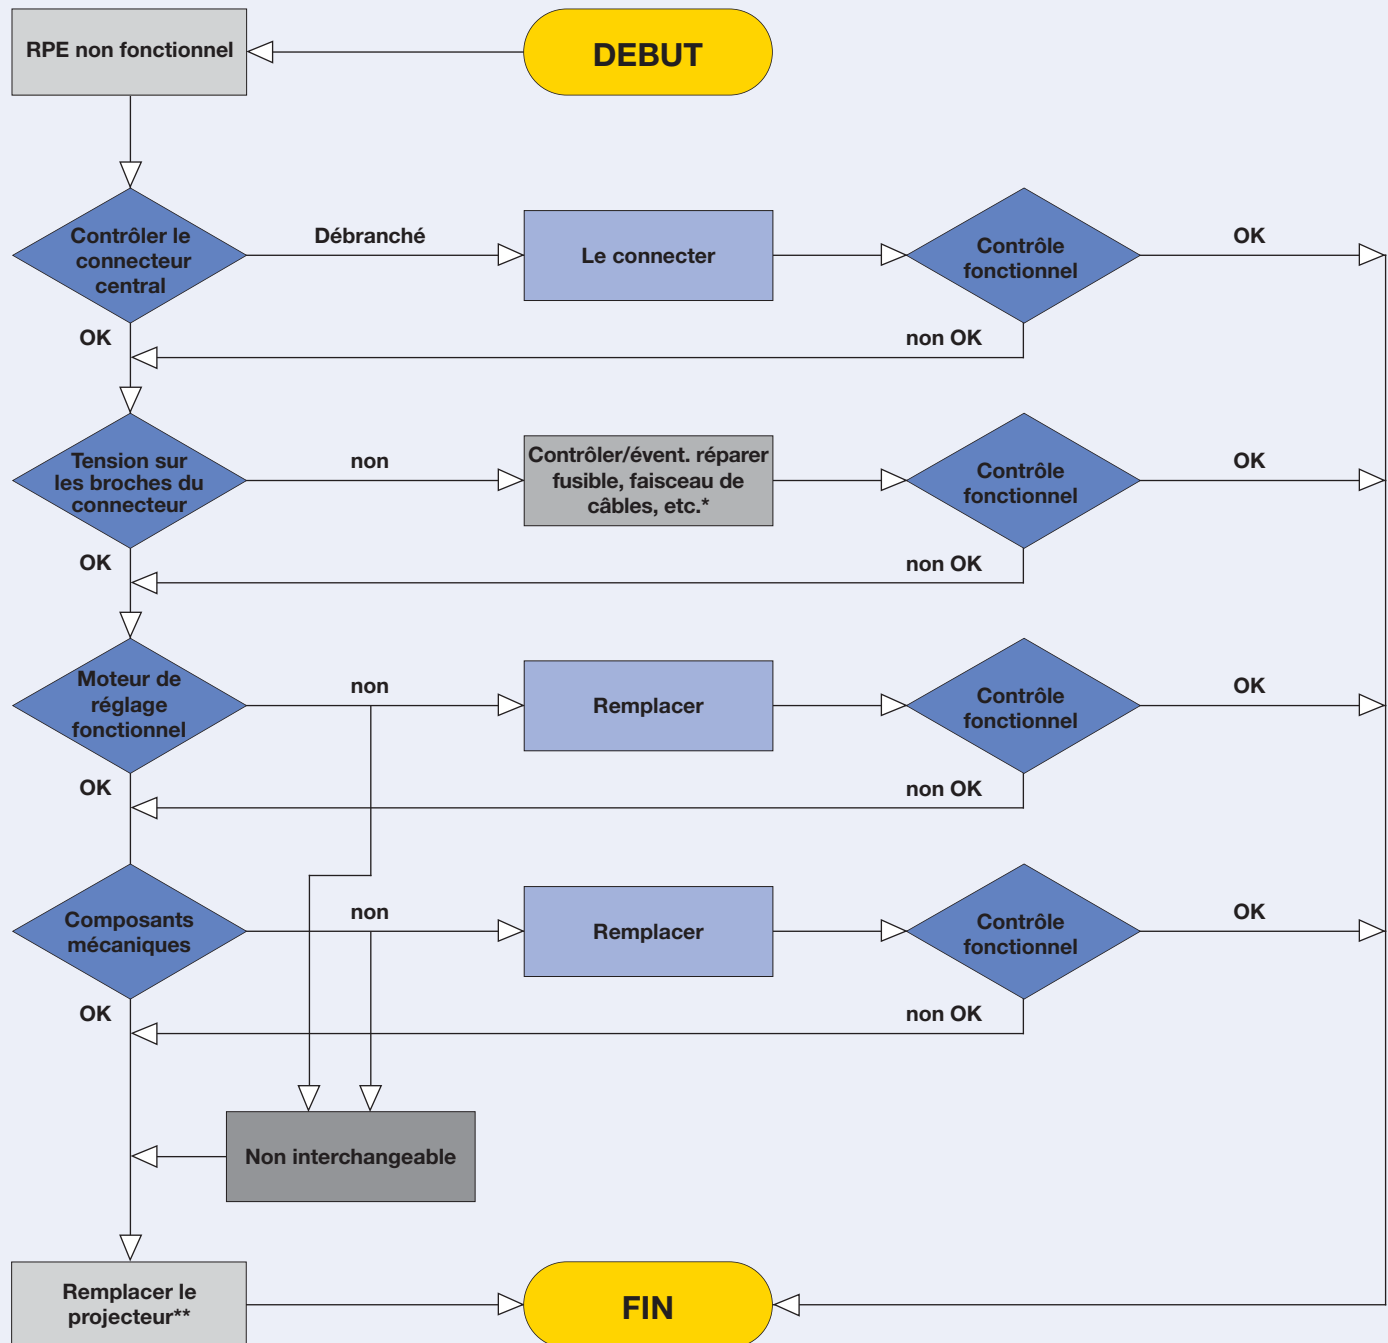 RPE non fonctionnel
DEBUT
Contrôler le
connecteur
central
Débranché
Le connecter
Contrôle
fonctionnel
OK
OK
non OK
Tension sur
les broches du
connecteur
non
Contrôler/évent. réparer
fusible, faisceau de
câbles, etc.*
Contrôle
fonctionnel
OK
OK
non OK
Moteur de
réglage
fonctionnel
non
Remplacer
Contrôle
fonctionnel
OK
OK
non OK
Composants
mécaniques
non
Remplacer
Contrôle
fonctionnel
OK
OK
non OK
Non interchangeable
Remplacer le
projecteur**
FIN